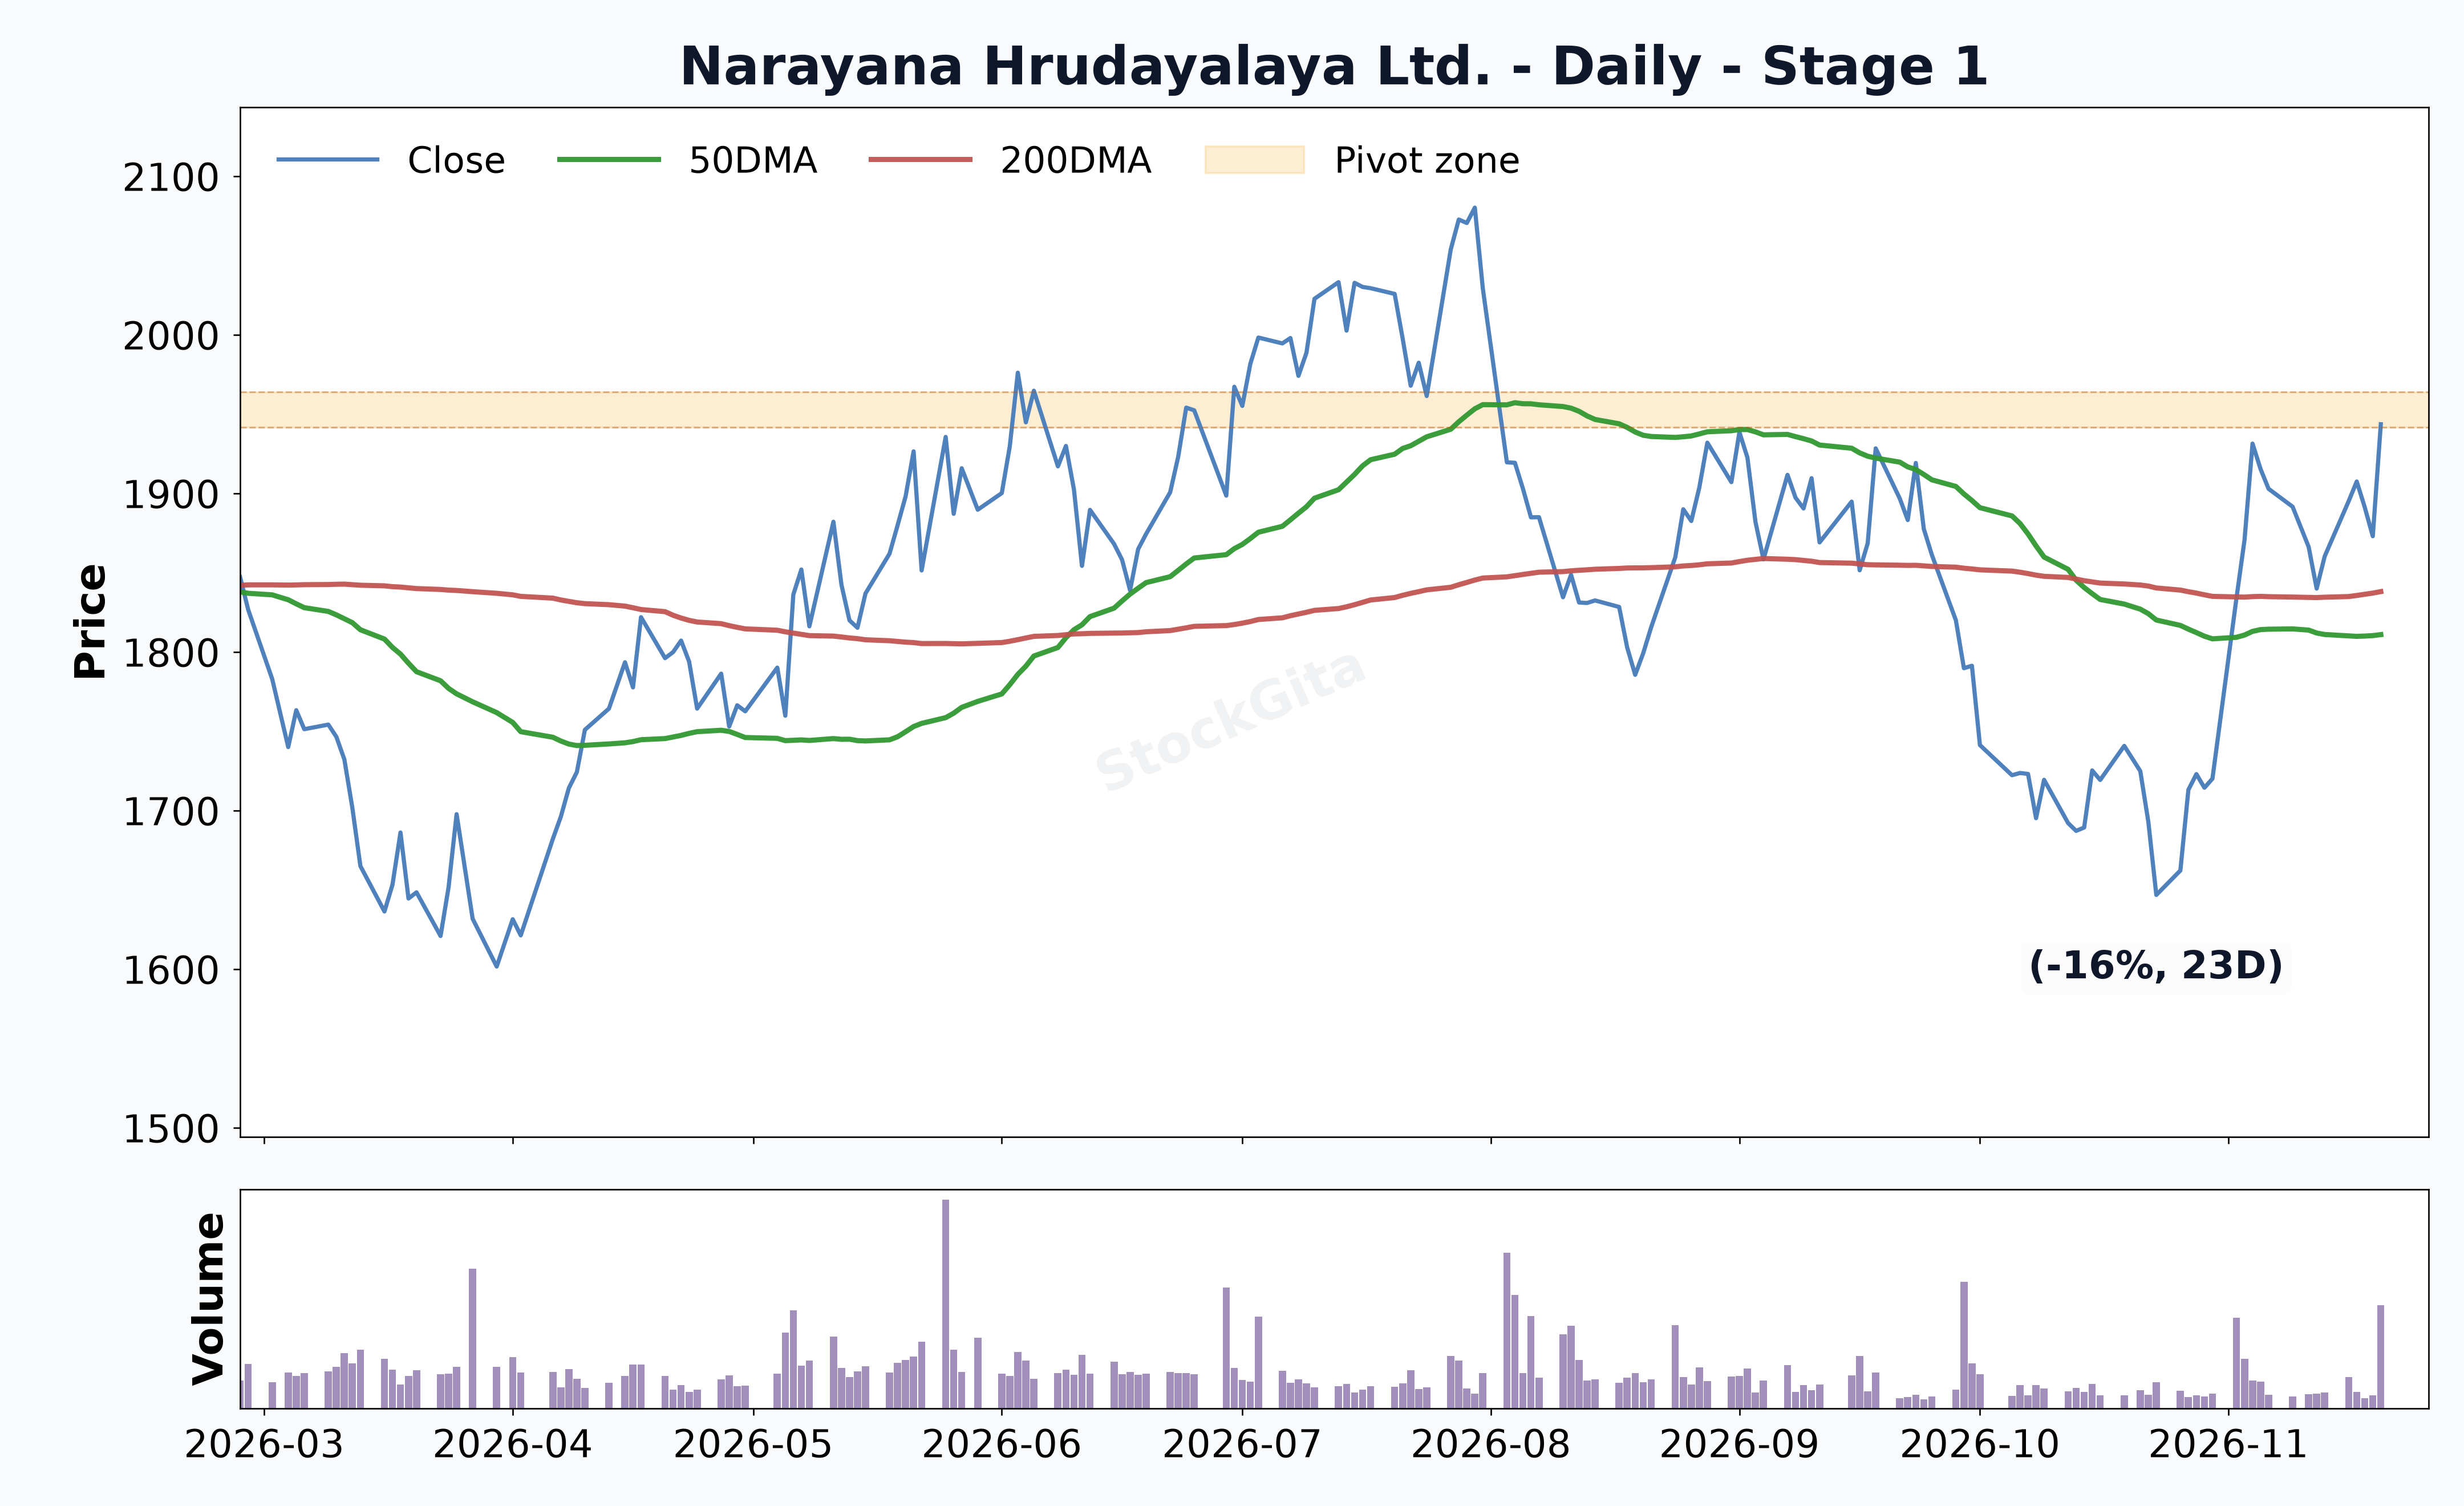 Narayana Hrudayalaya Ltd. - Daily - Stage 1
Close 50DMA 200DMA Pivot zone
Price
2100
2000
1900
1800
1700
1600
1500
StockGita
(-16%, 23D)
Volume
2026-03 2026-04 2026-05 2026-06 2026-07 2026-08 2026-09 2026-10 2026-11